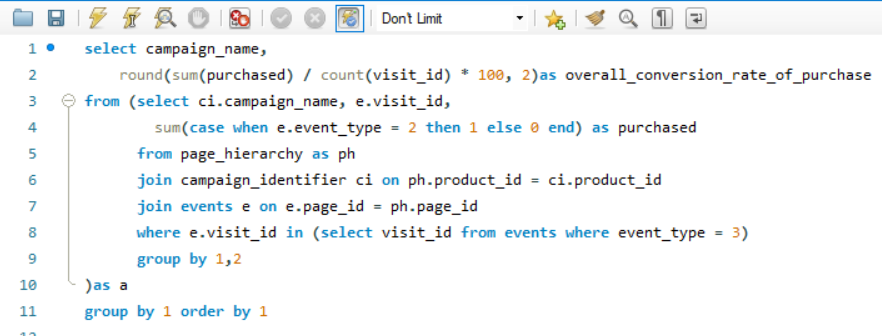 Don't Limit
1 select campaign_name,
2 round(sum(purchased) / count(visit_id) * 100, 2)as overall_conversion_rate_of_purchase
3 from (select ci.campaign_name, e.visit_id,
4 sum(case when e.event_type = 2 then 1 else 0 end) as purchased
5 from page_hierarchy as ph
6 join campaign_identifier ci on ph.product_id = ci.product_id
7 join events e on e.page_id = ph.page_id
8 where e.visit_id in (select visit_id from events where event_type = 3)
9 group by 1,2
10 )as a
11 group by 1 order by 1